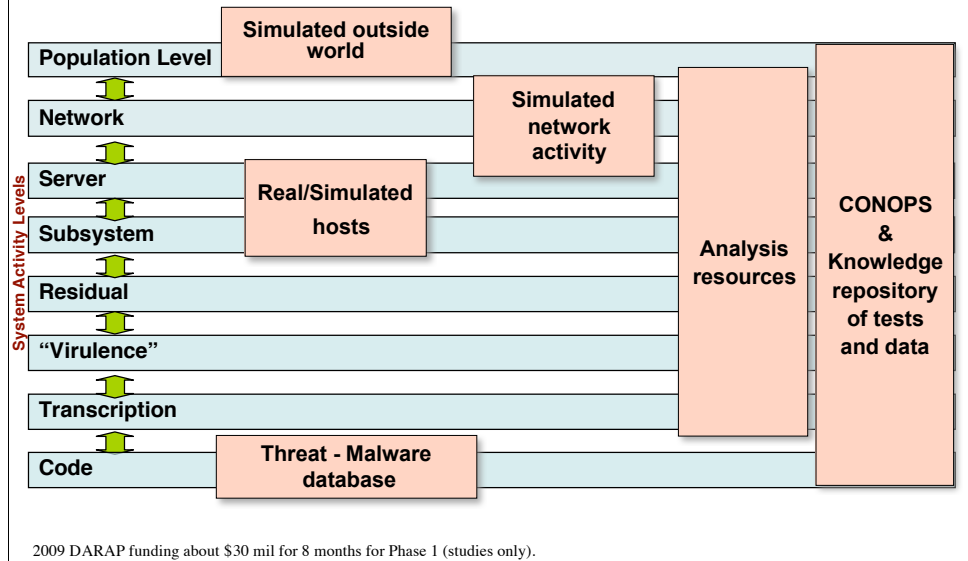 Simulated outside
world
Population Level
Simulated
network
activity
Network
Server
Real/Simulated
hosts
Subsystem
Residual
“Virulence”
Transcription
Code
Threat - Malware
database
Analysis
resources
CONOPS
&
Knowledge
repository
of tests
and data
System Activity Levels
2009 DARAP funding about $30 mil for 8 months for Phase 1 (studies only).